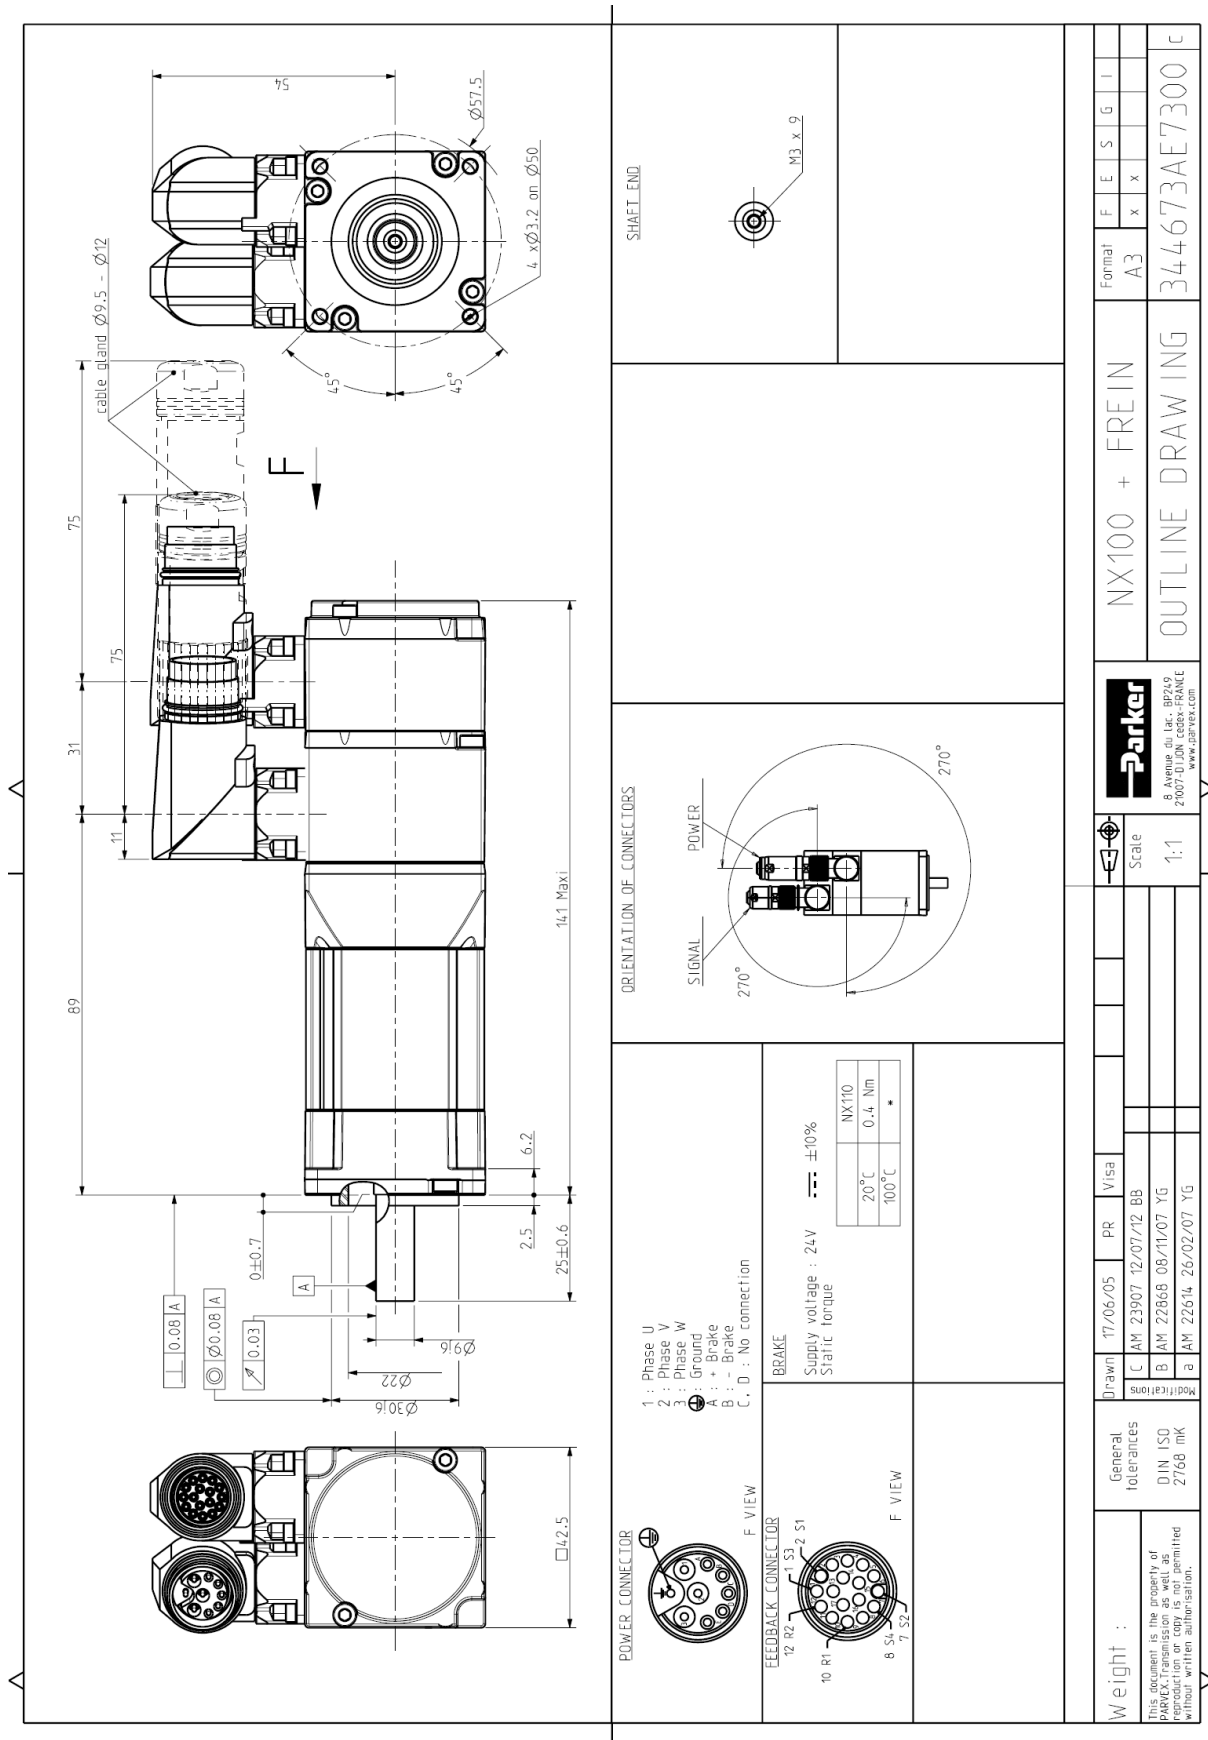 54
Ø57.5
4 xØ3.2 on Ø50
45°
45°
cable gland Ø9.5 - Ø12
F
75
75
31
11
89
141 Maxi
6.2
2.5
25±0.6
0±0.7
⊥ 0.08 A
◎ Ø0.08 A
↗ 0.03
A
Ø9j6
Ø22
Ø30j6
□42.5
SHAFT END
M3 x 9
ORIENTATION OF CONNECTORS
POWER
SIGNAL
270°
270°
POWER CONNECTOR
F VIEW
1 : Phase U
2 : Phase V
3 : Phase W
⏚ : Ground
A : + Brake
B : - Brake
C, D : No connection
FEEDBACK CONNECTOR
12 R2
1 S3
2 S1
10 R1
8 S4
7 S2
F VIEW
BRAKE
Supply voltage : 24V ⎓ ±10%
Static torque
NX110
20°C 0.4 Nm
100°C *
Weight :
This document is the property of
PARVEX.Transmission as well as
reproduction or copy is not permitted
without written authorisation.
General
tolerances
DIN ISO
2768 mK
Drawn 17/06/05 PR Visa
Modifications
C AM 23907 12/07/12 BB
B AM 22868 08/11/07 YG
a AM 22614 26/02/07 YG
Scale
1:1
Parker
8 Avenue du Lac. BP249
21007-DIJON cedex-FRANCE
www.parvex.com
NX100 + FREIN
OUTLINE DRAWING
Format
A3
F E S G I
x x
344673AE7300 C